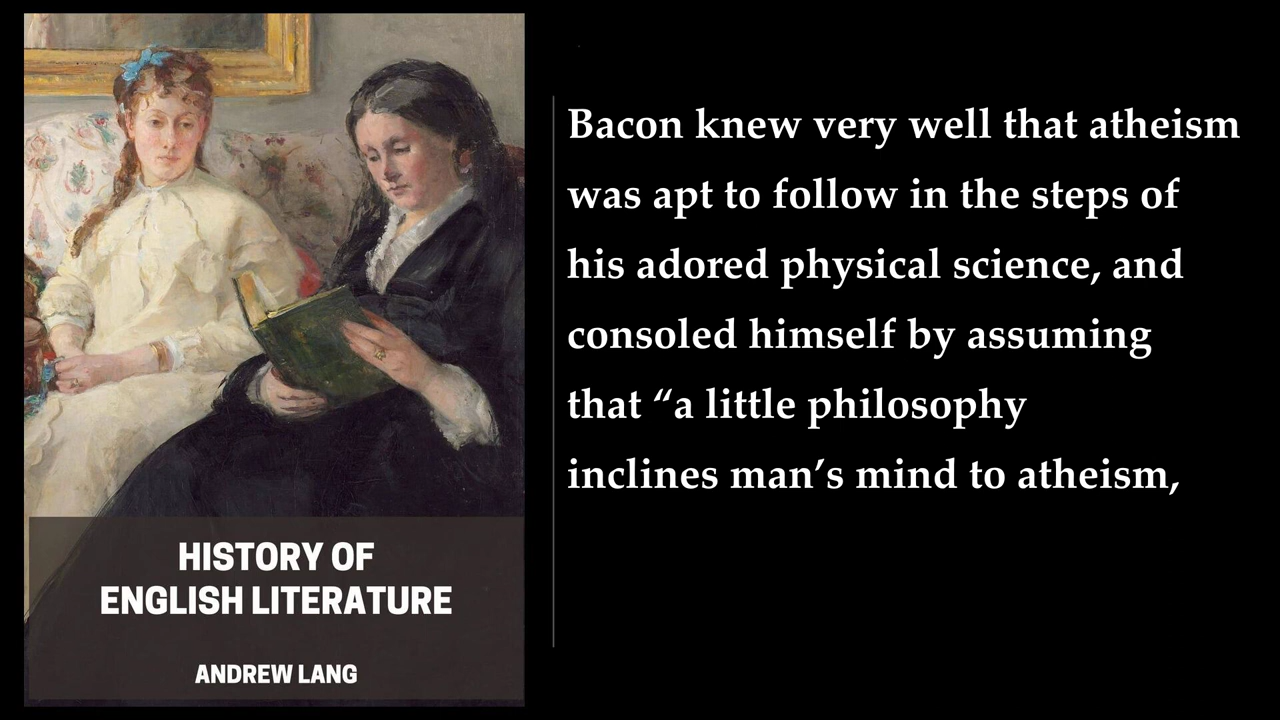 HISTORY OF
ENGLISH LITERATURE
ANDREW LANG
Bacon knew very well that atheism
was apt to follow in the steps of
his adored physical science, and
consoled himself by assuming
that “a little philosophy
inclines man’s mind to atheism,